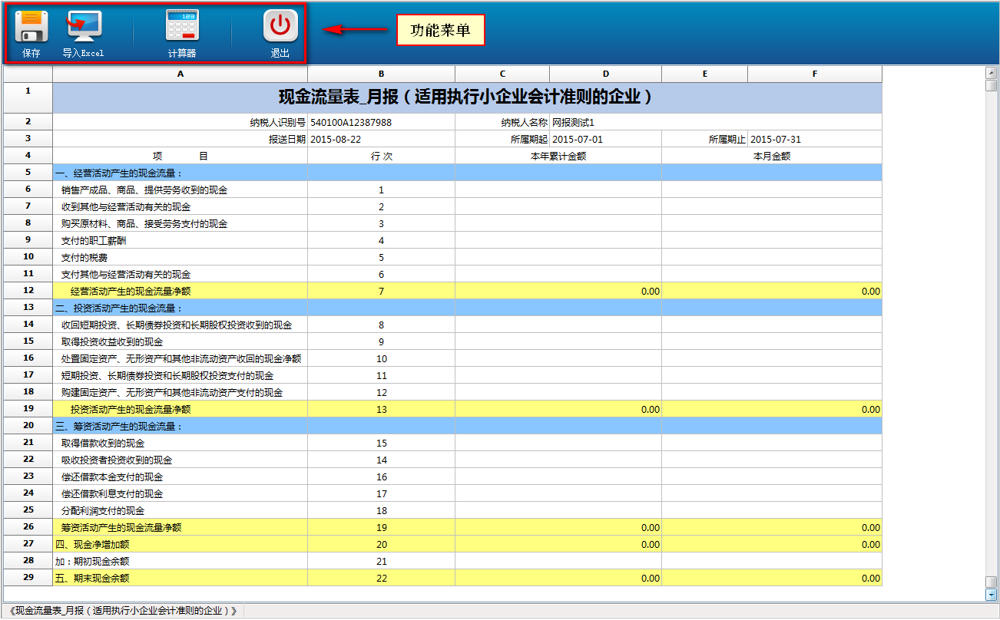 保存 导入Excel 计算器 退出
功能菜单
A B C D E F
1 现金流量表_月报（适用执行小企业会计准则的企业）
2 纳税人识别号 540100A12387988 纳税人名称 网报测试1
3 报送日期 2015-08-22 所属期起 2015-07-01 所属期止 2015-07-31
4 项 目 行 次 本年累计金额 本月金额
5 一、经营活动产生的现金流量：
6 销售产成品、商品、提供劳务收到的现金 1
7 收到其他与经营活动有关的现金 2
8 购买原材料、商品、接受劳务支付的现金 3
9 支付的职工薪酬 4
10 支付的税费 5
11 支付其他与经营活动有关的现金 6
12 经营活动产生的现金流量净额 7 0.00 0.00
13 二、投资活动产生的现金流量：
14 收回短期投资、长期债券投资和长期股权投资收到的现金 8
15 取得投资收益收到的现金 9
16 处置固定资产、无形资产和其他非流动资产收回的现金净额 10
17 短期投资、长期债券投资和长期股权投资支付的现金 11
18 购建固定资产、无形资产和其他非流动资产支付的现金 12
19 投资活动产生的现金流量净额 13 0.00 0.00
20 三、筹资活动产生的现金流量：
21 取得借款收到的现金 15
22 吸收投资者投资收到的现金 14
23 偿还借款本金支付的现金 16
24 偿还借款利息支付的现金 17
25 分配利润支付的现金 18
26 筹资活动产生的现金流量净额 19 0.00 0.00
27 四、现金净增加额 20 0.00 0.00
28 加：期初现金余额 21
29 五、期末现金余额 22 0.00 0.00
《现金流量表_月报（适用执行小企业会计准则的企业）》